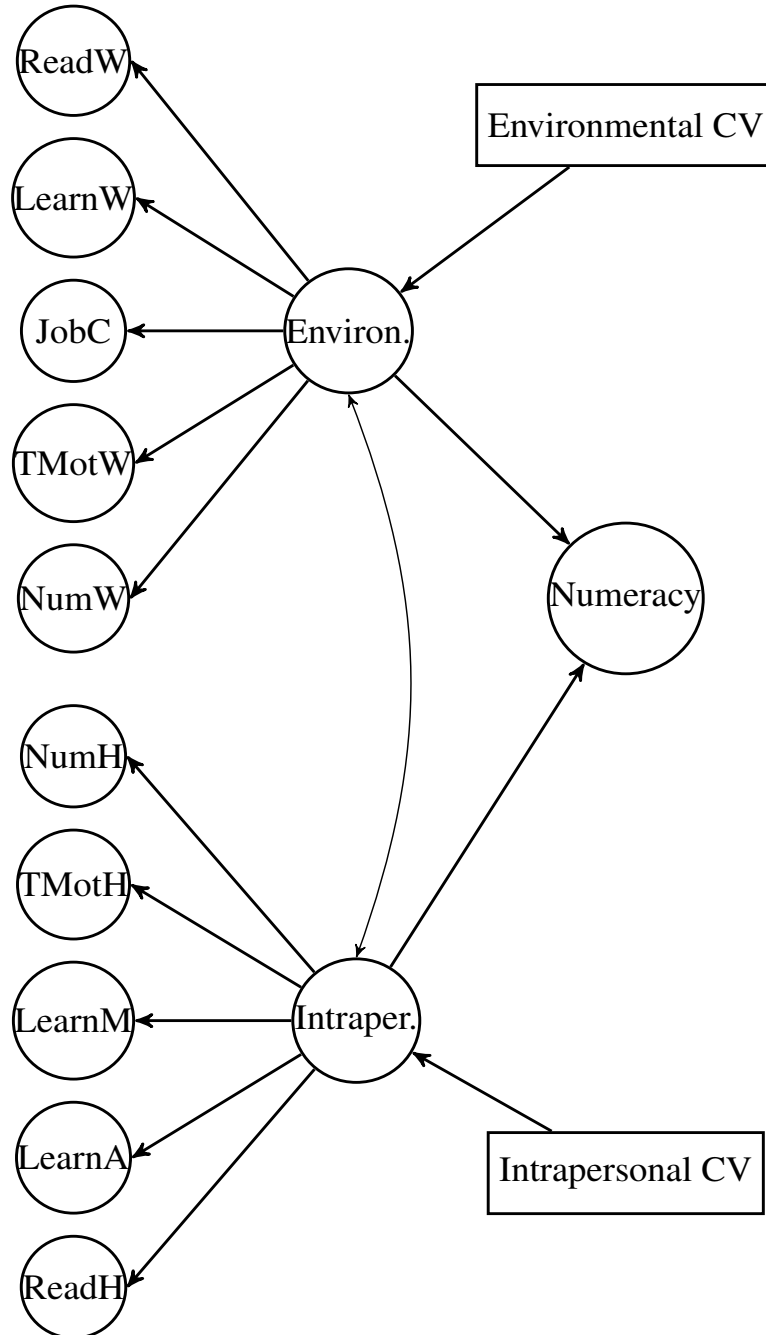 ReadW
Environmental CV
LearnW
JobC
Environ.
TMotW
NumW
Numeracy
NumH
TMotH
LearnM
Intraper.
LearnA
Intrapersonal CV
ReadH